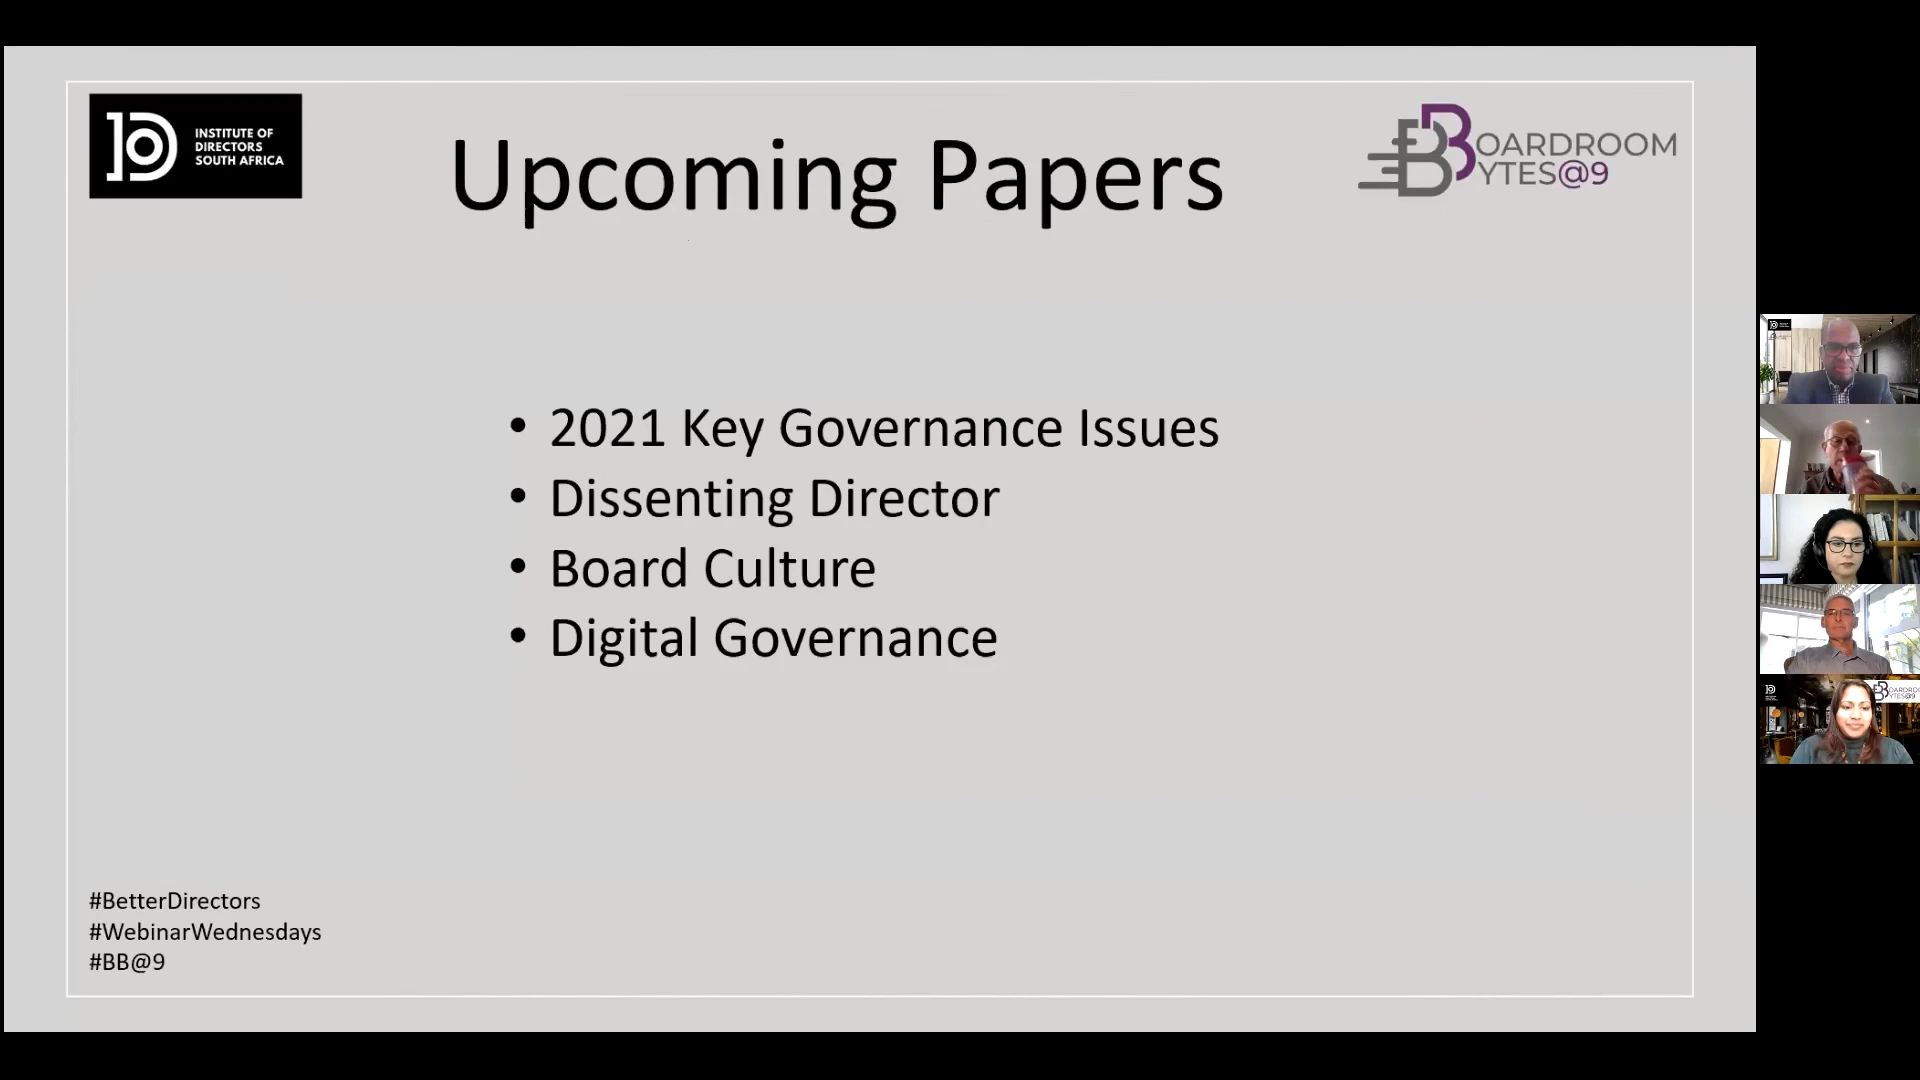 INSTITUTE OF
DIRECTORS
SOUTH AFRICA
Upcoming Papers
BOARDROOM
BYTES@9
• 2021 Key Governance Issues
• Dissenting Director
• Board Culture
• Digital Governance
#BetterDirectors
#WebinarWednesdays
#BB@9